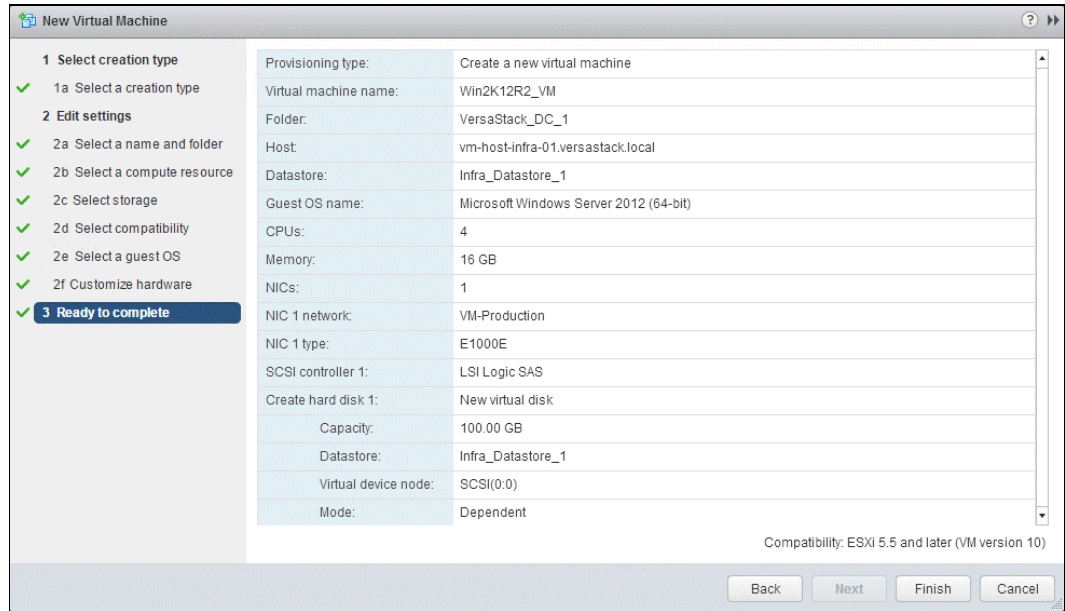 New Virtual Machine
?
1 Select creation type
1a Select a creation type
2 Edit settings
2a Select a name and folder
2b Select a compute resource
2c Select storage
2d Select compatibility
2e Select a guest OS
2f Customize hardware
3 Ready to complete
Provisioning type: Create a new virtual machine
Virtual machine name: Win2K12R2_VM
Folder: VersaStack_DC_1
Host: vm-host-infra-01.versastack.local
Datastore: Infra_Datastore_1
Guest OS name: Microsoft Windows Server 2012 (64-bit)
CPUs: 4
Memory: 16 GB
NICs: 1
NIC 1 network: VM-Production
NIC 1 type: E1000E
SCSI controller 1: LSI Logic SAS
Create hard disk 1: New virtual disk
Capacity: 100.00 GB
Datastore: Infra_Datastore_1
Virtual device node: SCSI(0:0)
Mode: Dependent
Compatibility: ESXi 5.5 and later (VM version 10)
Back Next Finish Cancel